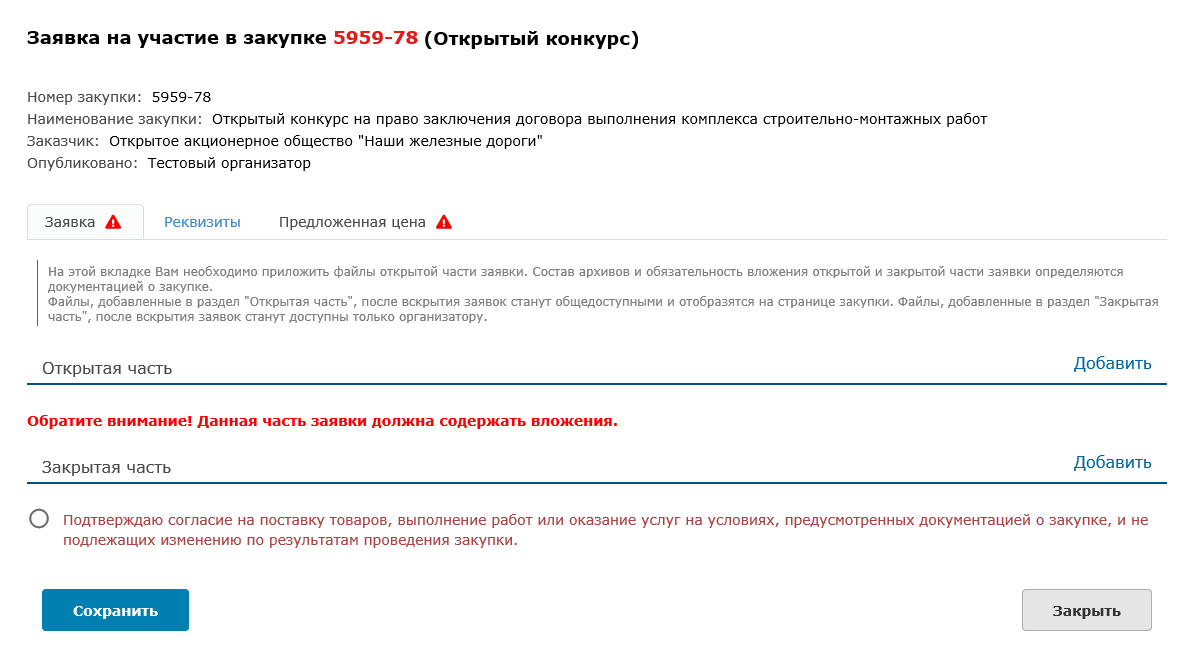 Заявка на участие в закупке 5959-78 (Открытый конкурс)
Номер закупки: 5959-78
Наименование закупки: Открытый конкурс на право заключения договора выполнения комплекса строительно-монтажных работ
Заказчик: Открытое акционерное общество "Наши железные дороги"
Опубликовано: Тестовый организатор
Заявка Реквизиты Предложенная цена
На этой вкладке Вам необходимо приложить файлы открытой части заявки. Состав архивов и обязательность вложения открытой и закрытой части заявки определяются
документацией о закупке.
Файлы, добавленные в раздел "Открытая часть", после вскрытия заявок станут общедоступными и отобразятся на странице закупки. Файлы, добавленные в раздел "Закрытая
часть", после вскрытия заявок станут доступны только организатору.
Открытая часть Добавить
Обратите внимание! Данная часть заявки должна содержать вложения.
Закрытая часть Добавить
Подтверждаю согласие на поставку товаров, выполнение работ или оказание услуг на условиях, предусмотренных документацией о закупке, и не
подлежащих изменению по результатам проведения закупки.
Сохранить Закрыть